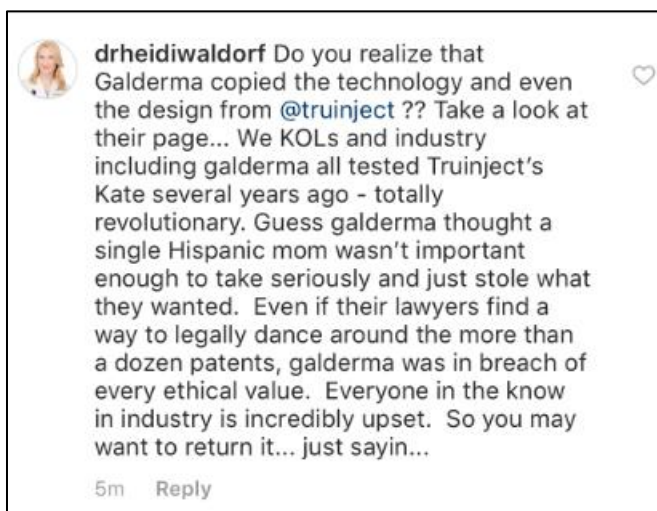 drheidiwaldorf Do you realize that
Galderma copied the technology and even
the design from @truinject ?? Take a look at
their page... We KOLs and industry
including galderma all tested Truinject's
Kate several years ago - totally
revolutionary. Guess galderma thought a
single Hispanic mom wasn't important
enough to take seriously and just stole what
they wanted.  Even if their lawyers find a
way to legally dance around the more than
a dozen patents, galderma was in breach of
every ethical value.  Everyone in the know
in industry is incredibly upset.  So you may
want to return it... just sayin...
5m Reply